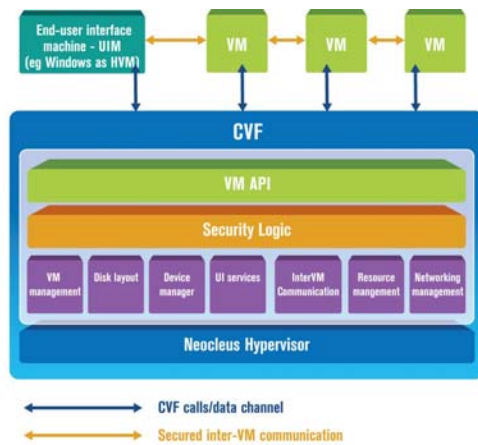 End-user interface
machine - UIM
(eg Windows as HVM)
VM
VM
VM
CVF
VM API
Security Logic
VM
management
Disk layout
Device
manager
UI services
InterVM
Communication
Resource
mangement
Networking
management
Neocleus Hypervisor
CVF calls/data channel
Secured inter-VM communication